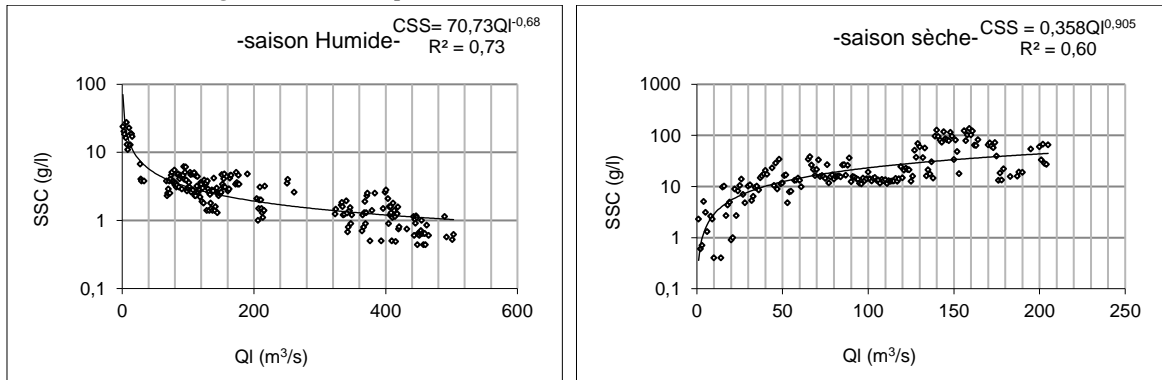 -saison Humide-
CSS= 70,73Ql-0,68
R² = 0,73
100
10
1
0,1
SSC (g/l)
0 200 400 600
Ql (m³/s)
-saison sèche-
CSS = 0,358Ql0,905
R² = 0,60
1000
100
10
1
0,1
SSC (g/l)
0 50 100 150 200 250
Ql (m³/s)